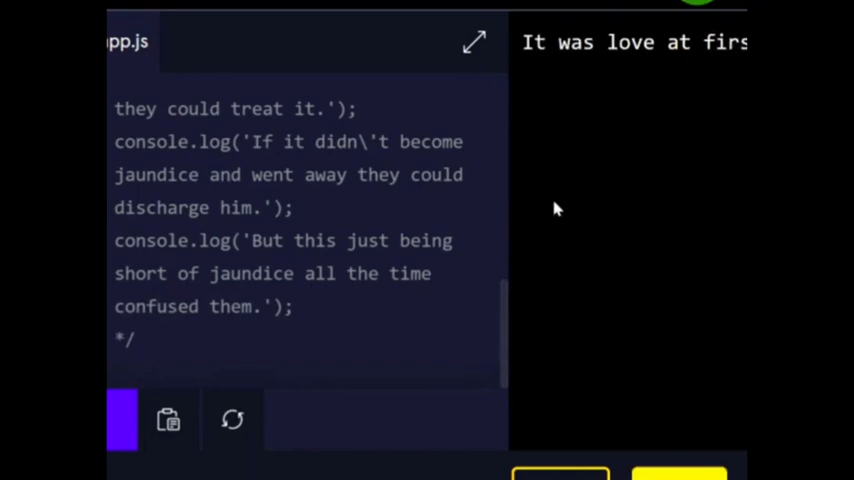 app.js
It was love at firs
they could treat it.');
console.log('If it didn\'t become
jaundice and went away they could
discharge him.');
console.log('But this just being
short of jaundice all the time
confused them.');
*/